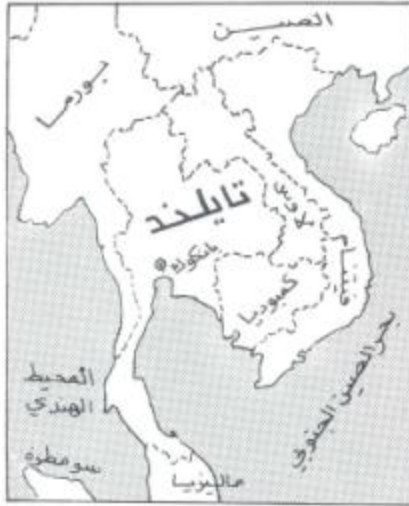 الصين
بورما
تايلند
لاوس
بانكوك
فيتنام
كمبوديا
بحر الصين الجنوبي
المحيط
الهندي
سومطرة
ماليزيا